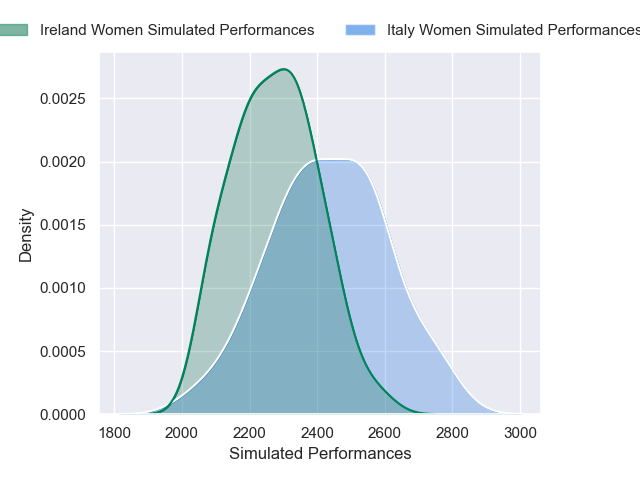 Ireland Women Simulated Performances
Italy Women Simulated Performances
0.0025
0.0020
0.0015
0.0010
0.0005
0.0000
Density
1800 2000 2200 2400 2600 2800 3000
Simulated Performances